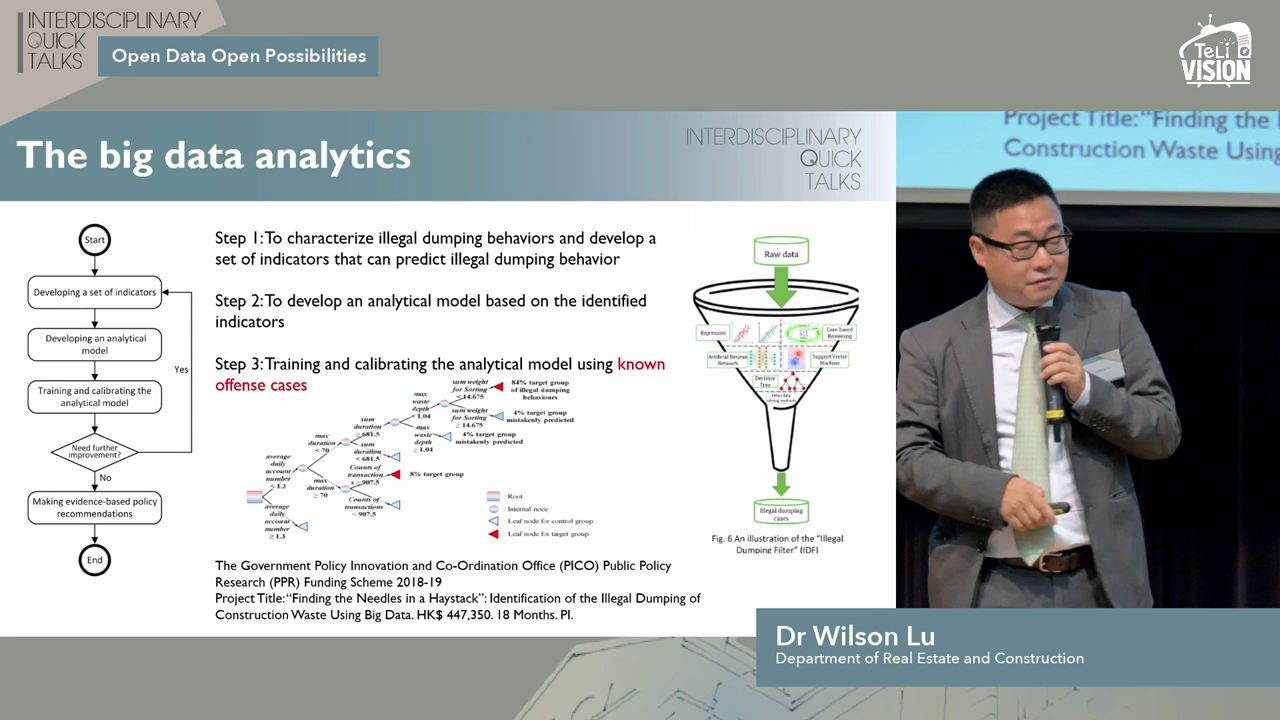 INTERDISCIPLINARY
QUICK
TALKS
Open Data Open Possibilities
TeLi
VISION
The big data analytics
INTERDISCIPLINARY
QUICK
TALKS
Start
Developing a set of indicators
Developing an analytical
model
Yes
Training and calibrating the
analytical model
Need further
improvement?
No
Making evidence-based policy
recommendations
End
Step 1: To characterize illegal dumping behaviors and develop a
set of indicators that can predict illegal dumping behavior
Step 2: To develop an analytical model based on the identified
indicators
Step 3: Training and calibrating the analytical model using known
offense cases
average
daily
account
number
< 1.3
average
daily
account
number
≥ 1.3
max
duration
< 70
max
duration
≥ 70
sum
duration
≥ 681.5
sum
duration
< 681.5
Counts of
transaction
s ≥ 907.5
Counts of
transactions
< 907.5
max
waste
depth
< 1.04
max
waste
depth
≥ 1.04
sum weight
for Sorting
< 14.675
sum weight
for Sorting
≥ 14.675
84% target group
of illegal dumping
behaviours
4% target group
mistakenly predicted
4% target group
mistakenly predicted
8% target group
: Root
: Internal node
: Leaf node for control group
: Leaf node for target group
Raw data
Regression
Case-based
Reasoning
Artificial Neuron
Network
Support Vector
Machine
Decision
Tree
Illegal dumping
cases
Fig. 6 An illustration of the "Illegal
Dumping Filter" (IDF)
The Government Policy Innovation and Co-Ordination Office (PICO) Public Policy
Research (PPR) Funding Scheme 2018-19
Project Title: "Finding the Needles in a Haystack": Identification of the Illegal Dumping of
Construction Waste Using Big Data. HK$ 447,350. 18 Months. PI.
Project Title: "Finding the
Construction Waste Using
Dr Wilson Lu
Department of Real Estate and Construction